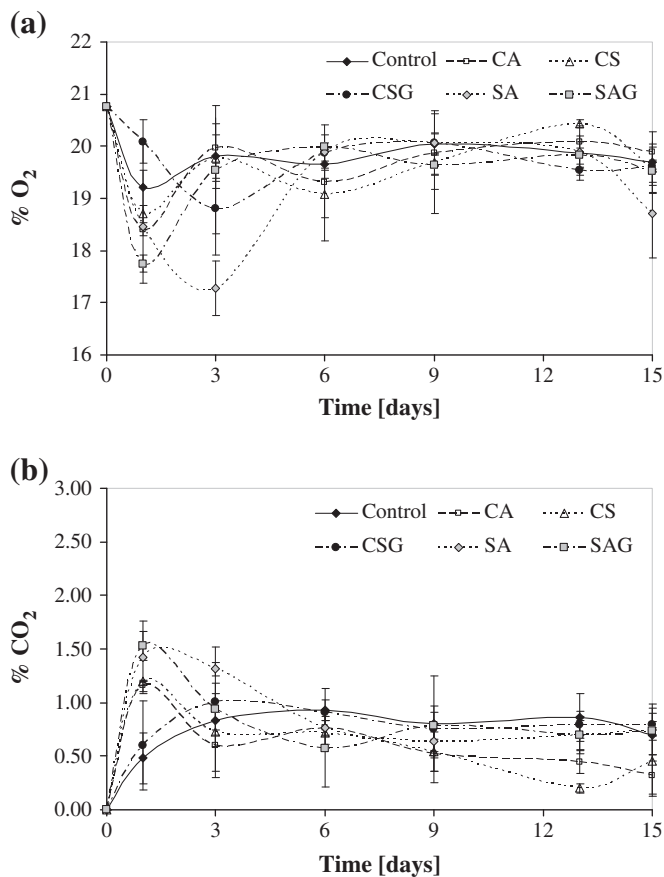 (a)
22
21
20
19
18
17
16
% O2
Control CA CS
CSG SA SAG
0 3 6 9 12 15
Time [days]
(b)
3.00
2.50
2.00
1.50
1.00
0.50
0.00
% CO2
Control CA CS
CSG SA SAG
0 3 6 9 12 15
Time [days]